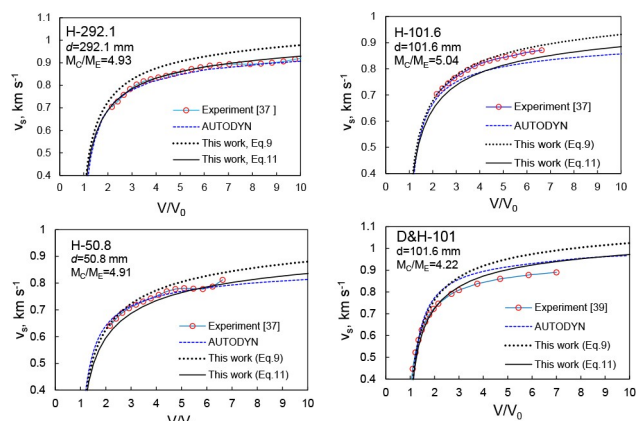 H-292.1
d=292.1 mm
M_C/M_E=4.93
v_s, km s⁻¹
1
0.9
0.8
0.7
0.6
0.5
0.4
Experiment [37 ]
AUTODYN
This work, Eq.9
This work, Eq.11
0 1 2 3 4 5 6 7 8 9 10
V/V₀
H-101.6
d=101.6 mm
M_C/M_E=5.04
v_s, km s⁻¹
1
0.9
0.8
0.7
0.6
0.5
0.4
Experiment [37]
AUTODYN
This work (Eq.9)
This work (Eq.11)
0 1 2 3 4 5 6 7 8 9 10
V/V₀
H-50.8
d=50.8 mm
M_C/M_E=4.91
v_s, km s⁻¹
1
0.9
0.8
0.7
0.6
0.5
0.4
Experiment [37]
AUTODYN
This work (Eq.9)
This work (Eq.11)
0 1 2 3 4 5 6 7 8 9 10
D&H-101
d=101.6 mm
M_C/M_E=4.22
v_s, km s⁻¹
1.1
1
0.9
0.8
0.7
0.6
0.5
0.4
Experiment [39]
AUTODYN
This work (Eq.9)
This work (Eq.11)
0 1 2 3 4 5 6 7 8 9 10
V/V₀